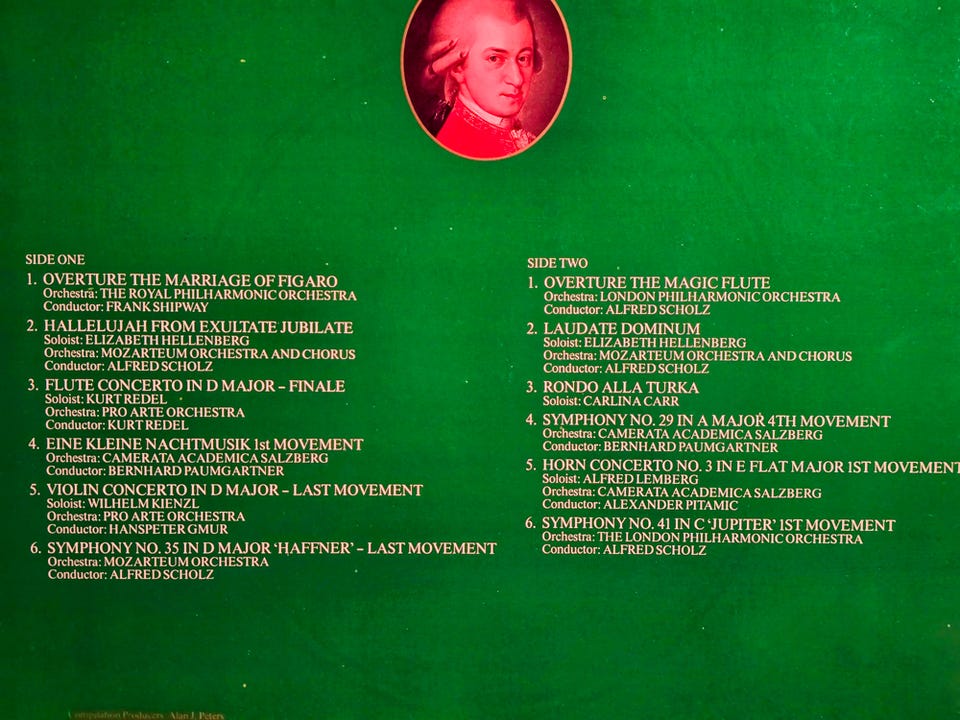 SIDE ONE
1. OVERTURE THE MARRIAGE OF FIGARO
Orchestra: THE ROYAL PHILHARMONIC ORCHESTRA
Conductor: FRANK SHIPWAY
2. HALLELUJAH FROM EXULTATE JUBILATE
Soloist: ELIZABETH HELLENBERG
Orchestra: MOZARTEUM ORCHESTRA AND CHORUS
Conductor: ALFRED SCHOLZ
3. FLUTE CONCERTO IN D MAJOR – FINALE
Soloist: KURT REDEL
Orchestra: PRO ARTE ORCHESTRA
Conductor: KURT REDEL
4. EINE KLEINE NACHTMUSIK 1st MOVEMENT
Orchestra: CAMERATA ACADEMICA SALZBERG
Conductor: BERNHARD PAUMGARTNER
5. VIOLIN CONCERTO IN D MAJOR – LAST MOVEMENT
Soloist: WILHELM KIENZL
Orchestra: PRO ARTE ORCHESTRA
Conductor: HANSPETER GMUR
6. SYMPHONY NO. 35 IN D MAJOR ‘HAFFNER’ – LAST MOVEMENT
Orchestra: MOZARTEUM ORCHESTRA
Conductor: ALFRED SCHOLZ
SIDE TWO
1. OVERTURE THE MAGIC FLUTE
Orchestra: LONDON PHILHARMONIC ORCHESTRA
Conductor: ALFRED SCHOLZ
2. LAUDATE DOMINUM
Soloist: ELIZABETH HELLENBERG
Orchestra: MOZARTEUM ORCHESTRA AND CHORUS
Conductor: ALFRED SCHOLZ
3. RONDO ALLA TURKA
Soloist: CARLINA CARR
4. SYMPHONY NO. 29 IN A MAJOR 4TH MOVEMENT
Orchestra: CAMERATA ACADEMICA SALZBERG
Conductor: BERNHARD PAUMGARTNER
5. HORN CONCERTO NO. 3 IN E FLAT MAJOR 1ST MOVEMENT
Soloist: ALFRED LEMBERG
Orchestra: CAMERATA ACADEMICA SALZBERG
Conductor: ALEXANDER PITAMIC
6. SYMPHONY NO. 41 IN C ‘JUPITER’ 1ST MOVEMENT
Orchestra: THE LONDON PHILHARMONIC ORCHESTRA
Conductor: ALFRED SCHOLZ
Compilation Producers Alan J. Peters